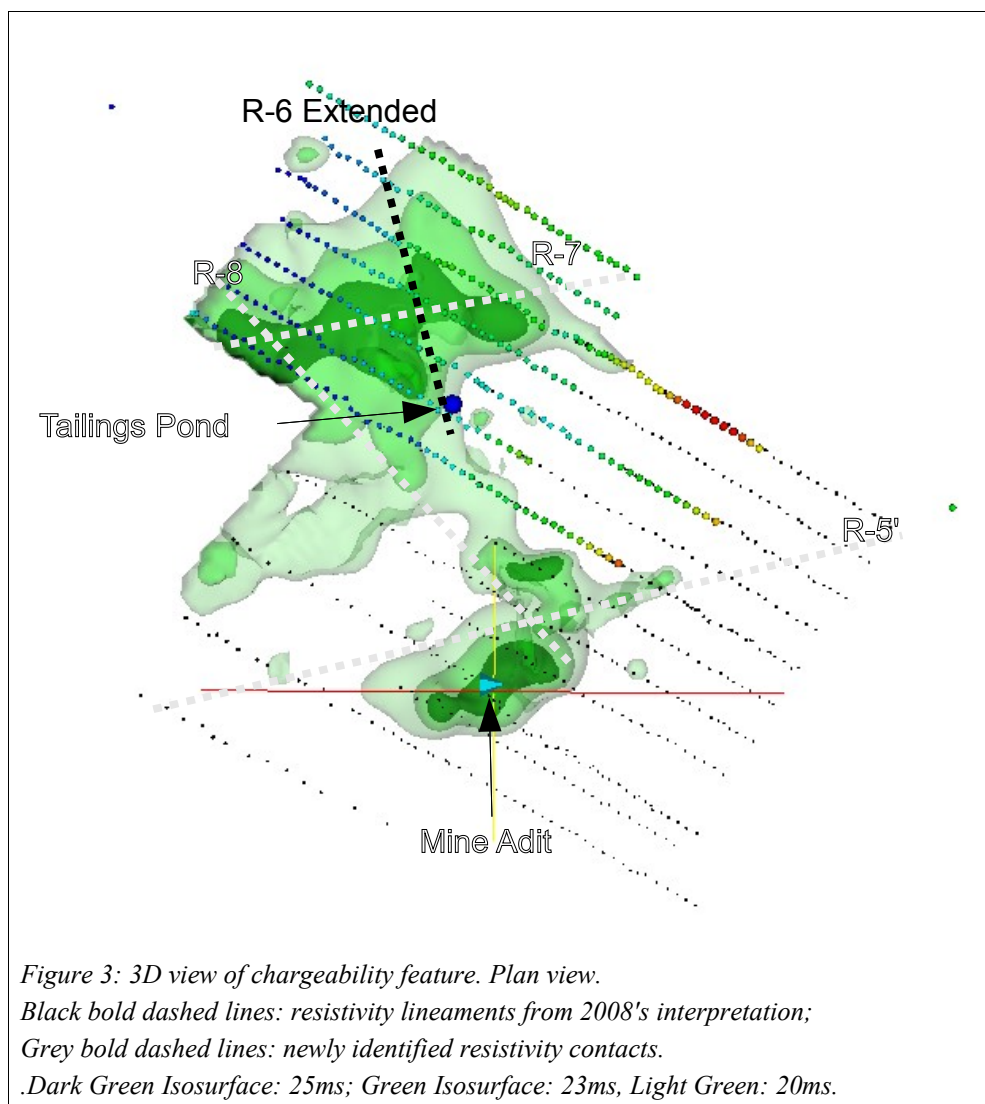 R-6 Extended
R-7
R-8
Tailings Pond
R-5'
Mine Adit
Figure 3: 3D view of chargeability feature. Plan view.
Black bold dashed lines: resistivity lineaments from 2008's interpretation;
Grey bold dashed lines: newly identified resistivity contacts.
.Dark Green Isosurface: 25ms; Green Isosurface: 23ms, Light Green: 20ms.